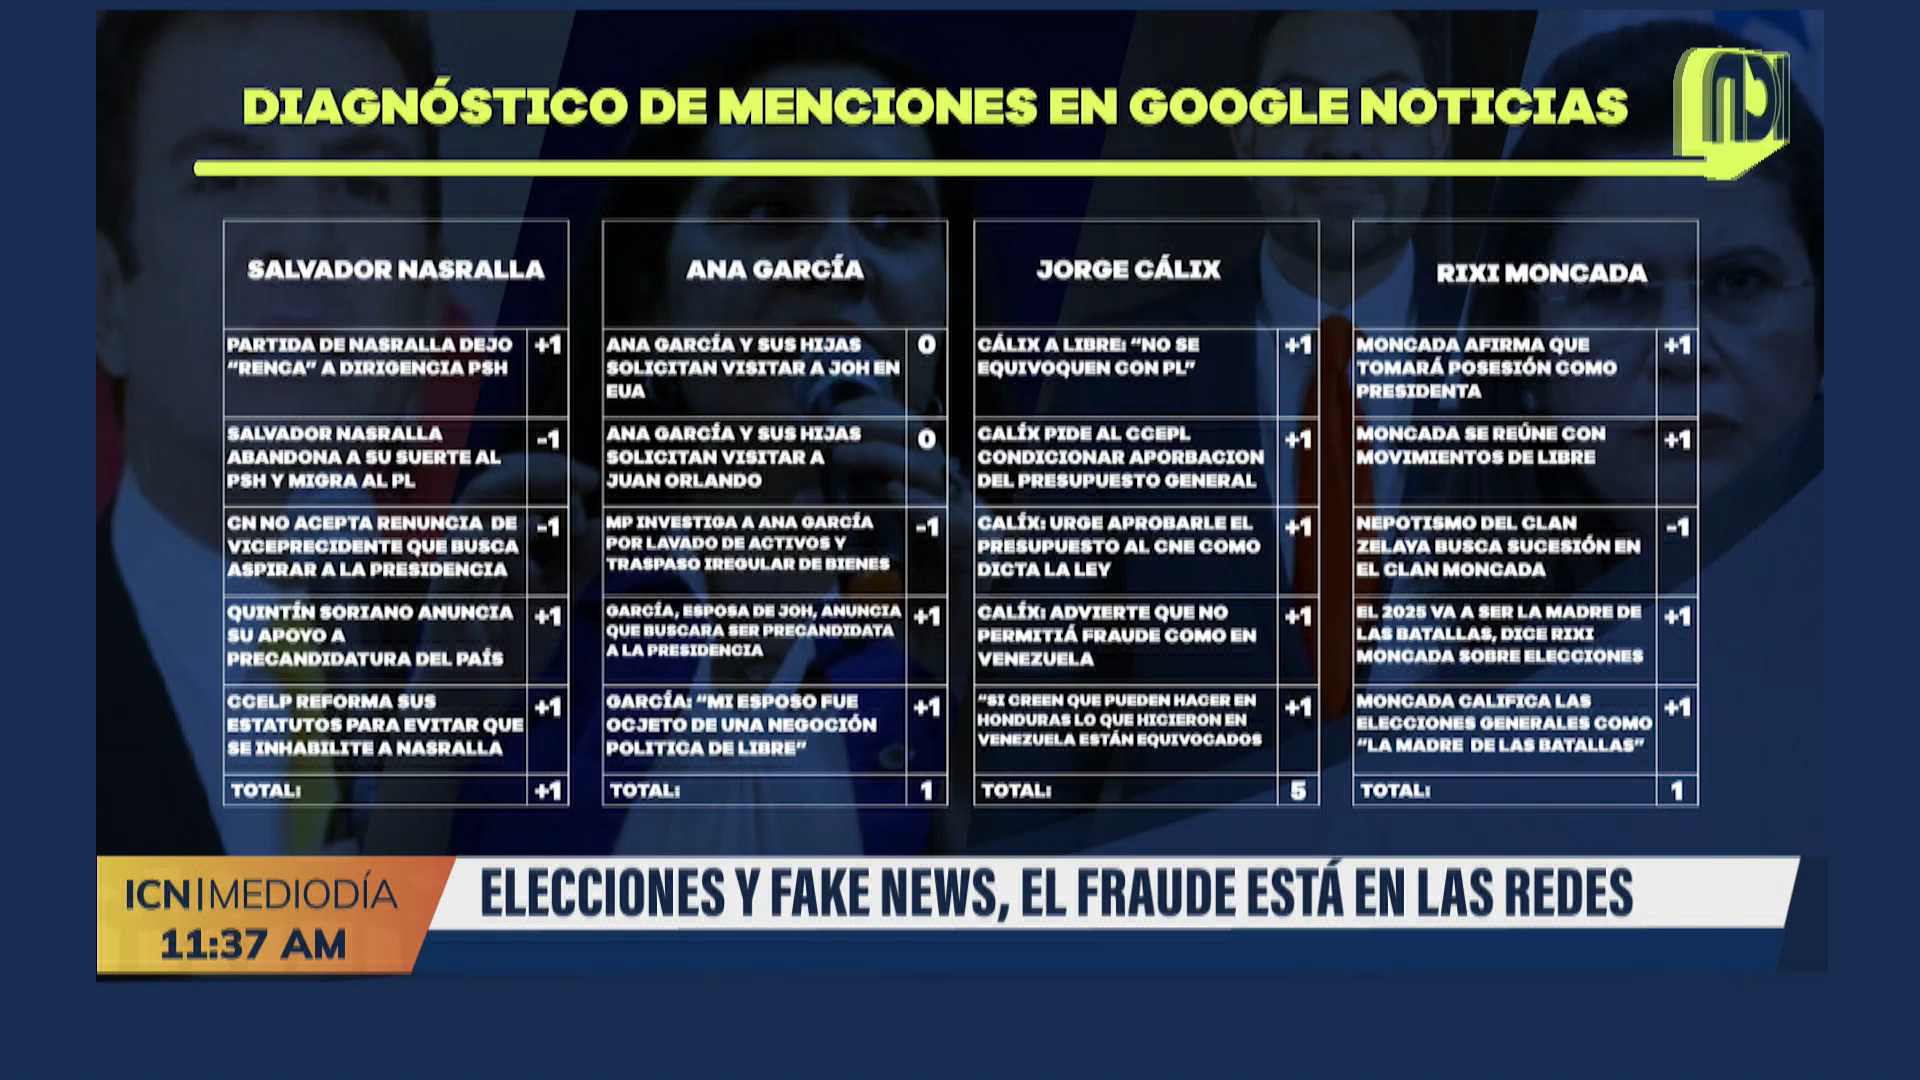 DIAGNÓSTICO DE MENCIONES EN GOOGLE NOTICIAS
SALVADOR NASRALLA
PARTIDA DE NASRALLA DEJO +1
"RENCA" A DIRIGENCIA PSH
SALVADOR NASRALLA -1
ABANDONA A SU SUERTE AL
PSH Y MIGRA AL PL
CN NO ACEPTA RENUNCIA DE -1
VICEPRECIDENTE QUE BUSCA
ASPIRAR A LA PRESIDENCIA
QUINTÍN SORIANO ANUNCIA +1
SU APOYO A
PRECANDIDATURA DEL PAÍS
CCELP REFORMA SUS +1
ESTATUTOS PARA EVITAR QUE
SE INHABILITE A NASRALLA
TOTAL: +1
ANA GARCÍA
ANA GARCÍA Y SUS HIJAS 0
SOLICITAN VISITAR A JOH EN
EUA
ANA GARCÍA Y SUS HIJAS 0
SOLICITAN VISITAR A
JUAN ORLANDO
MP INVESTIGA A ANA GARCÍA -1
POR LAVADO DE ACTIVOS Y
TRASPASO IREGULAR DE BIENES
GARCÍA, ESPOSA DE JOH, ANUNCIA +1
QUE BUSCARA SER PRECANDIDATA
A LA PRESIDENCIA
GARCÍA: "MI ESPOSO FUE +1
OCJETO DE UNA NEGOCIÓN
POLITICA DE LIBRE"
TOTAL: 1
JORGE CÁLIX
CÁLIX A LIBRE: "NO SE +1
EQUIVOQUEN CON PL"
CALÍX PIDE AL CCEPL +1
CONDICIONAR APORBACION
DEL PRESUPUESTO GENERAL
CALÍX: URGE APROBARLE EL +1
PRESUPUESTO AL CNE COMO
DICTA LA LEY
CALÍX: ADVIERTE QUE NO +1
PERMITIÁ FRAUDE COMO EN
VENEZUELA
"SI CREEN QUE PUEDEN HACER EN +1
HONDURAS LO QUE HICIERON EN
VENEZUELA ESTÁN EQUIVOCADOS
TOTAL: 5
RIXI MONCADA
MONCADA AFIRMA QUE +1
TOMARÁ POSESIÓN COMO
PRESIDENTA
MONCADA SE REÚNE CON +1
MOVIMIENTOS DE LIBRE
NEPOTISMO DEL CLAN -1
ZELAYA BUSCA SUCESIÓN EN
EL CLAN MONCADA
EL 2025 VA A SER LA MADRE DE +1
LAS BATALLAS, DICE RIXI
MONCADA SOBRE ELECCIONES
MONCADA CALIFICA LAS +1
ELECCIONES GENERALES COMO
"LA MADRE DE LAS BATALLAS"
TOTAL: 1
ICN|MEDIODÍA
11:37 AM
ELECCIONES Y FAKE NEWS, EL FRAUDE ESTÁ EN LAS REDES